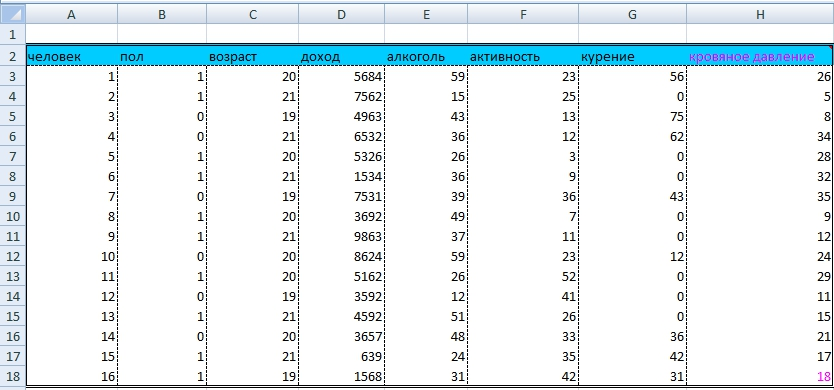 A B C D E F G H
1
2 человек пол возраст доход алкоголь активность курение кровяное давление
3 1 1 20 5684 59 23 56 26
4 2 1 21 7562 15 25 0 5
5 3 0 19 4963 43 13 75 8
6 4 0 21 6532 36 12 62 34
7 5 1 20 5326 26 3 0 28
8 6 1 21 1534 36 9 0 32
9 7 0 19 7531 39 36 43 35
10 8 1 20 3692 49 7 0 9
11 9 1 21 9863 37 11 0 12
12 10 0 20 8624 59 23 12 24
13 11 1 20 5162 26 52 0 29
14 12 0 19 3592 12 41 0 11
15 13 1 21 4592 51 26 0 15
16 14 0 20 3657 48 33 36 21
17 15 1 21 639 24 35 42 17
18 16 1 19 1568 31 42 31 18